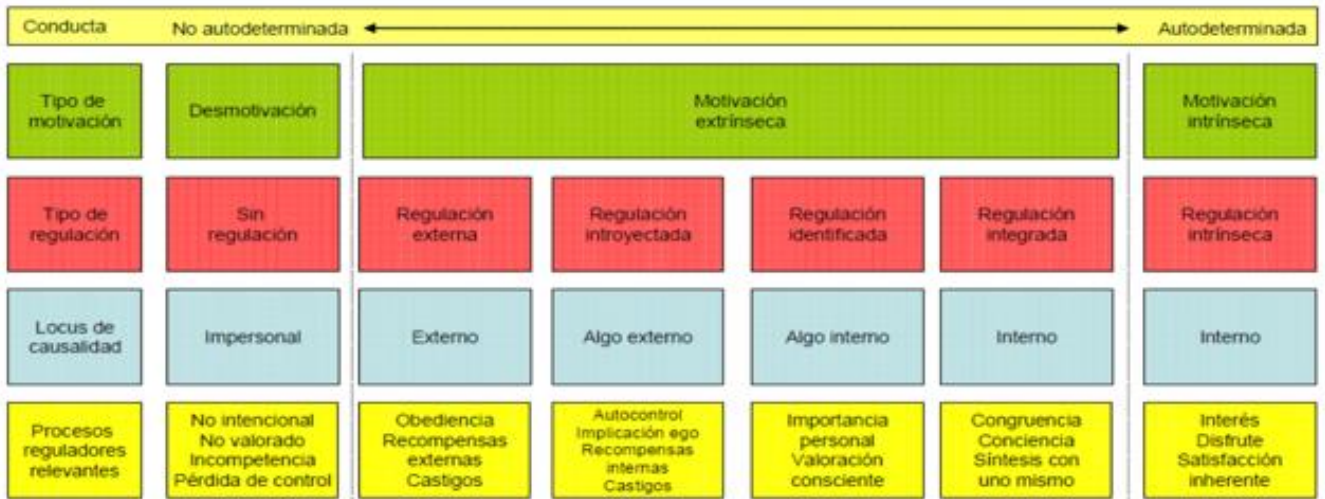 Conducta No autodeterminada Autodeterminada
Tipo de
motivación
Desmotivación
Motivación
extrínseca
Motivación
intrínseca
Tipo de
regulación
Sin
regulación
Regulación
externa
Regulación
introyectada
Regulación
identificada
Regulación
integrada
Regulación
intrínseca
Locus de
causalidad
Impersonal
Externo
Algo externo
Algo interno
Interno
Interno
Procesos
reguladores
relevantes
No intencional
No valorado
Incompetencia
Pérdida de control
Obediencia
Recompensas
externas
Castigos
Autocontrol
Implicación ego
Recompensas
internas
Castigos
Importancia
personal
Valoración
consciente
Congruencia
Conciencia
Síntesis con
uno mismo
Interés
Disfrute
Satisfacción
inherente